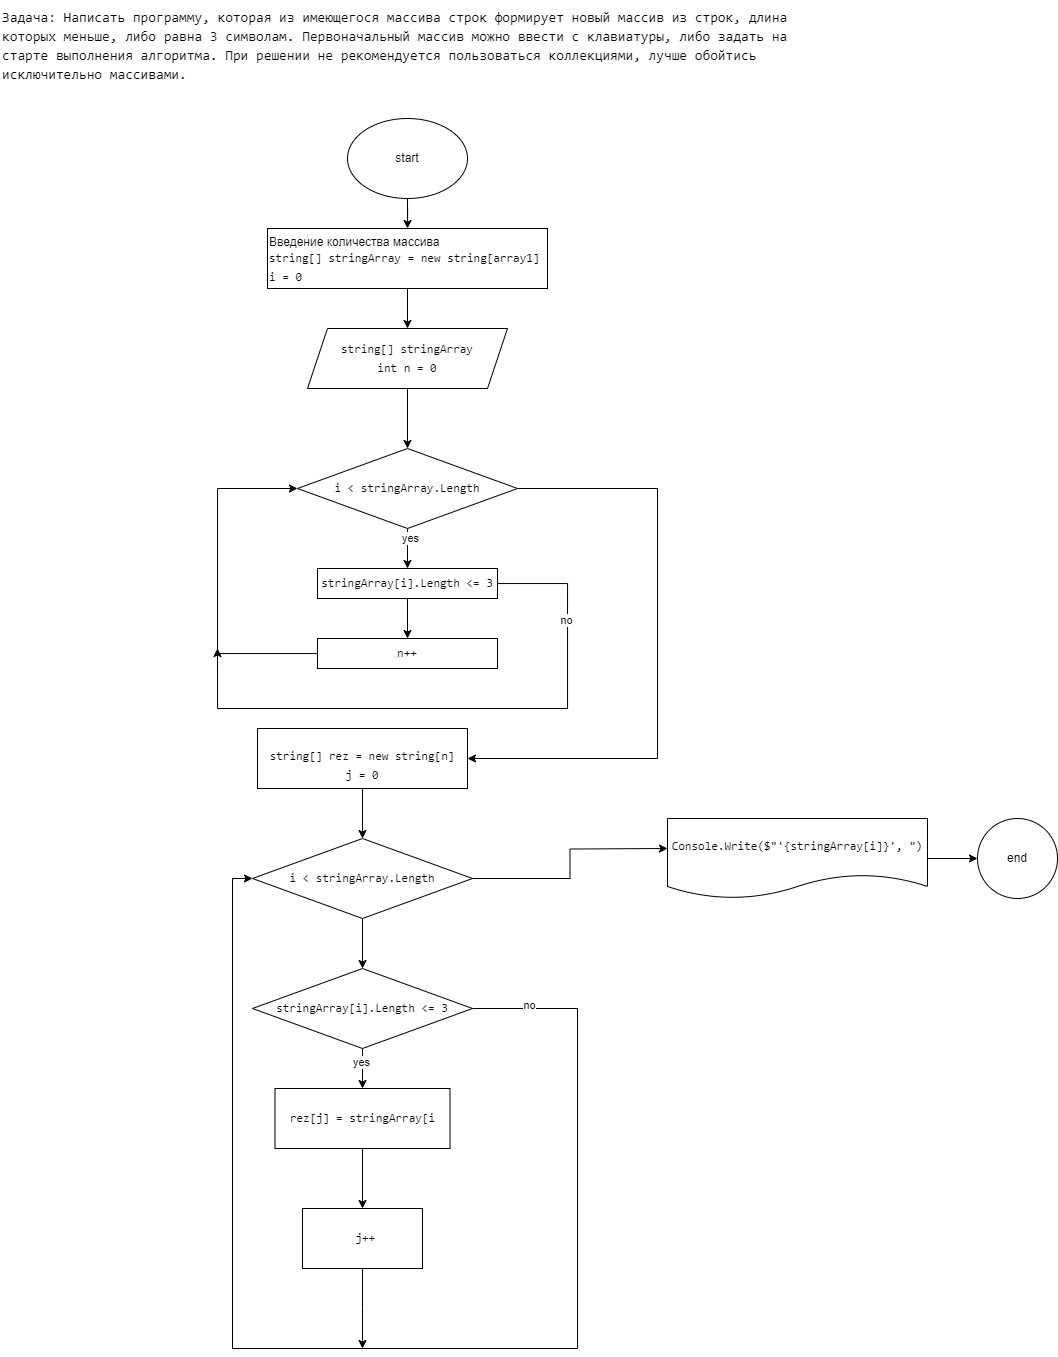 Задача: Написать программу, которая из имеющегося массива строк формирует новый массив из строк, длина
которых меньше, либо равна 3 символам. Первоначальный массив можно ввести с клавиатуры, либо задать на
старте выполнения алгоритма. При решении не рекомендуется пользоваться коллекциями, лучше обойтись
исключительно массивами.
start
Введение количества массива
string[] stringArray = new string[array1]
i = 0
string[] stringArray
int n = 0
i < stringArray.Length
yes
stringArray[i].Length <= 3
no
n++
string[] rez = new string[n]
j = 0
i < stringArray.Length
Console.Write($"'{stringArray[i]}', ")
end
stringArray[i].Length <= 3
no
yes
rez[j] = stringArray[i
j++